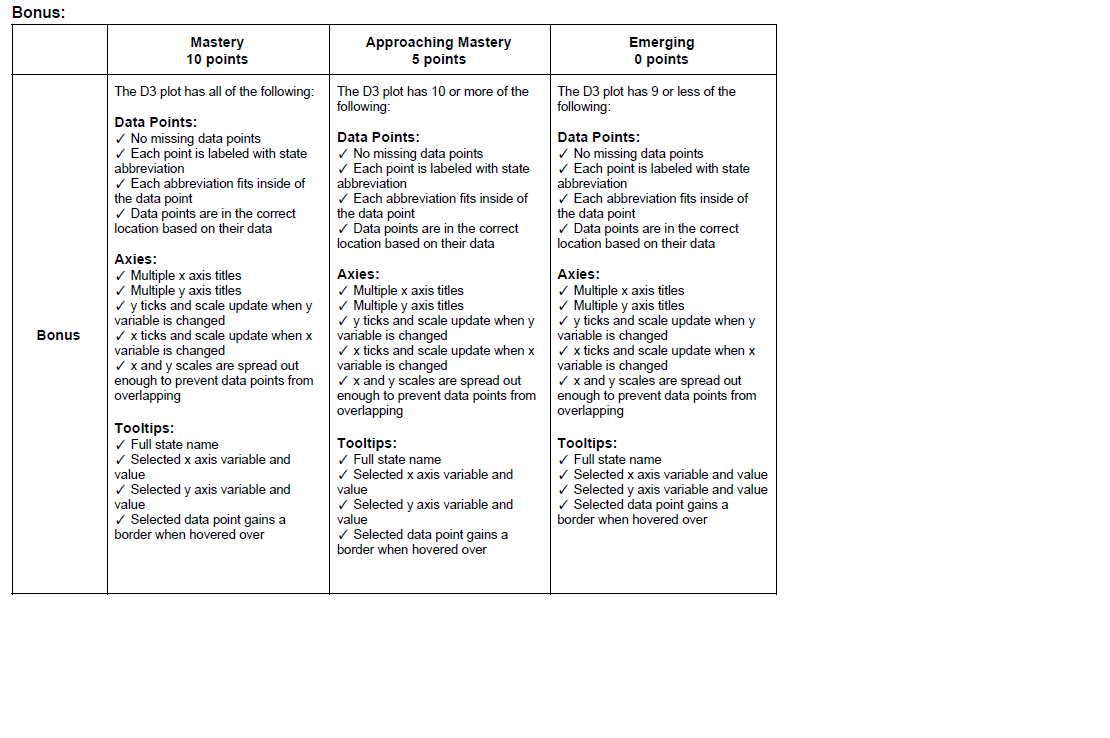 Bonus:
Mastery
10 points
Approaching Mastery
5 points
Emerging
0 points
Bonus
The D3 plot has all of the following:
Data Points:
✓ No missing data points
✓ Each point is labeled with state
abbreviation
✓ Each abbreviation fits inside of
the data point
✓ Data points are in the correct
location based on their data
Axies:
✓ Multiple x axis titles
✓ Multiple y axis titles
✓ y ticks and scale update when y
variable is changed
✓ x ticks and scale update when x
variable is changed
✓ x and y scales are spread out
enough to prevent data points from
overlapping
Tooltips:
✓ Full state name
✓ Selected x axis variable and
value
✓ Selected y axis variable and
value
✓ Selected data point gains a
border when hovered over
The D3 plot has 10 or more of the
following:
Data Points:
✓ No missing data points
✓ Each point is labeled with state
abbreviation
✓ Each abbreviation fits inside of
the data point
✓ Data points are in the correct
location based on their data
Axies:
✓ Multiple x axis titles
✓ Multiple y axis titles
✓ y ticks and scale update when y
variable is changed
✓ x ticks and scale update when x
variable is changed
✓ x and y scales are spread out
enough to prevent data points from
overlapping
Tooltips:
✓ Full state name
✓ Selected x axis variable and
value
✓ Selected y axis variable and
value
✓ Selected data point gains a
border when hovered over
The D3 plot has 9 or less of the
following:
Data Points:
✓ No missing data points
✓ Each point is labeled with state
abbreviation
✓ Each abbreviation fits inside of
the data point
✓ Data points are in the correct
location based on their data
Axies:
✓ Multiple x axis titles
✓ Multiple y axis titles
✓ y ticks and scale update when y
variable is changed
✓ x ticks and scale update when x
variable is changed
✓ x and y scales are spread out
enough to prevent data points from
overlapping
Tooltips:
✓ Full state name
✓ Selected x axis variable and value
✓ Selected y axis variable and value
✓ Selected data point gains a
border when hovered over